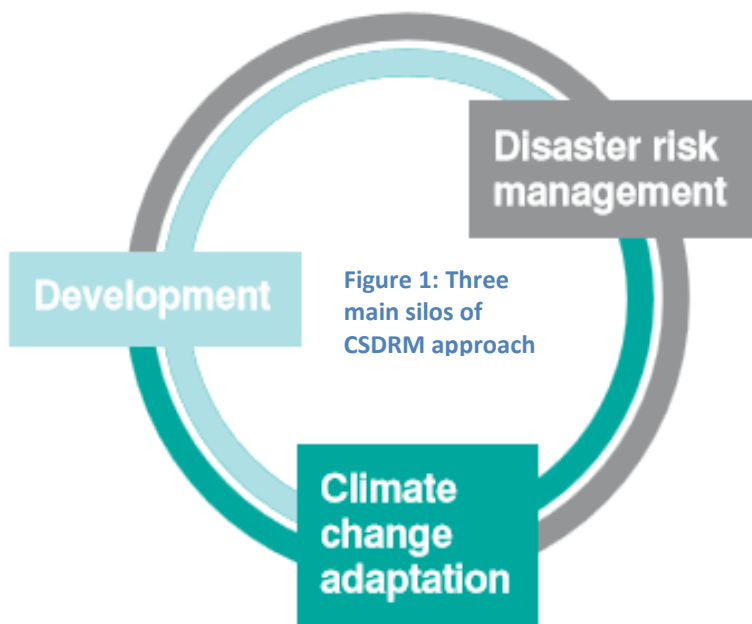 Disaster risk
management
Development
Figure 1: Three
main silos of
CSDRM approach
Climate
change
adaptation